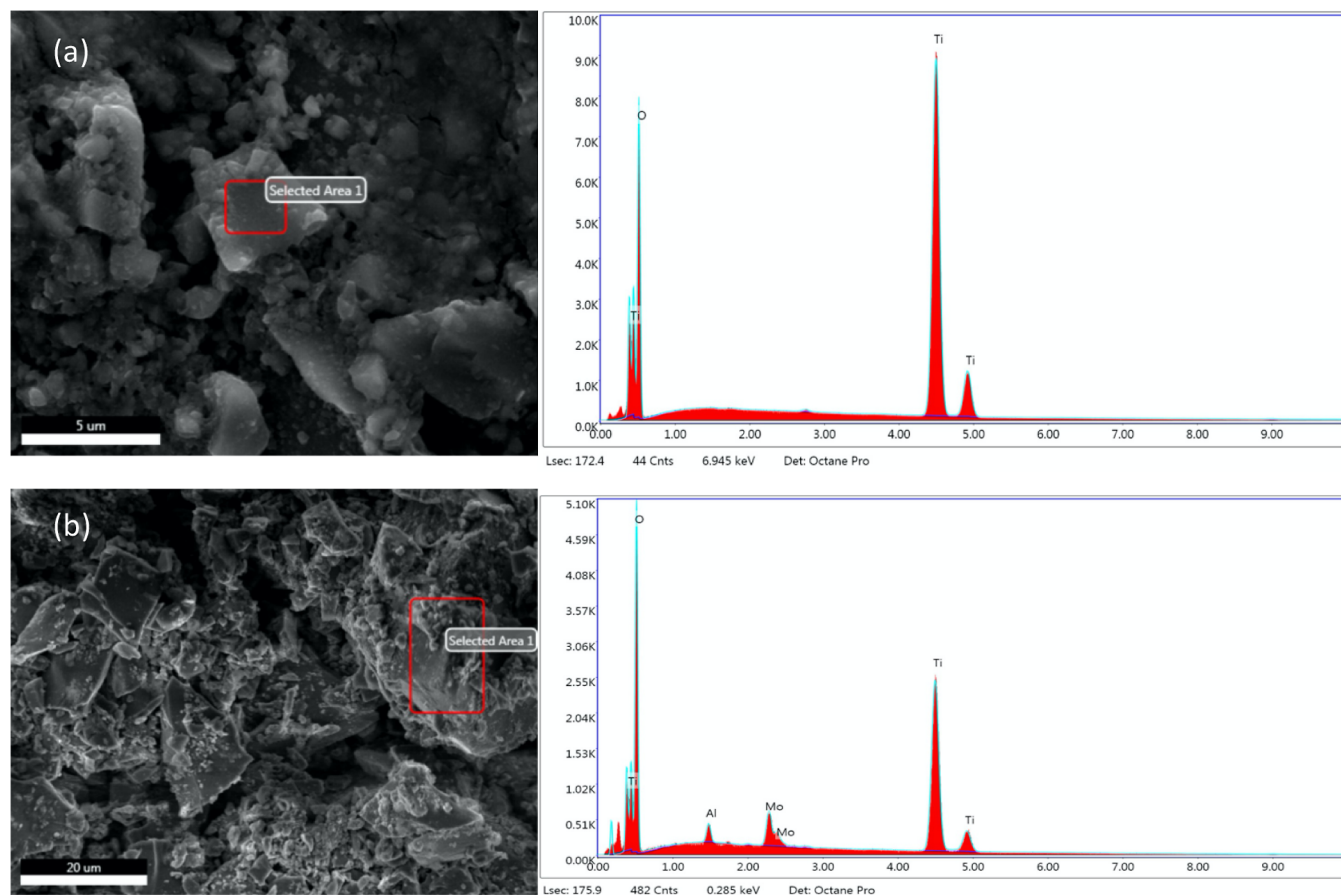 (a)
Selected Area 1
5 um
10.0K
9.0K
8.0K
7.0K
6.0K
5.0K
4.0K
3.0K
2.0K
1.0K
0.0K
Ti
O
Ti
Ti
0.00 1.00 2.00 3.00 4.00 5.00 6.00 7.00 8.00 9.00
Lsec: 172.4 44 Cnts 6.945 keV Det: Octane Pro
(b)
Selected Area 1
20 um
5.10K
4.59K
4.08K
3.57K
3.06K
2.55K
2.04K
1.53K
1.02K
0.51K
0.00K
O
Ti
Ti
Al
Mo
Mo
Ti
0.00 1.00 2.00 3.00 4.00 5.00 6.00 7.00 8.00 9.00
Lsec: 175.9 482 Cnts 0.285 keV Det: Octane Pro